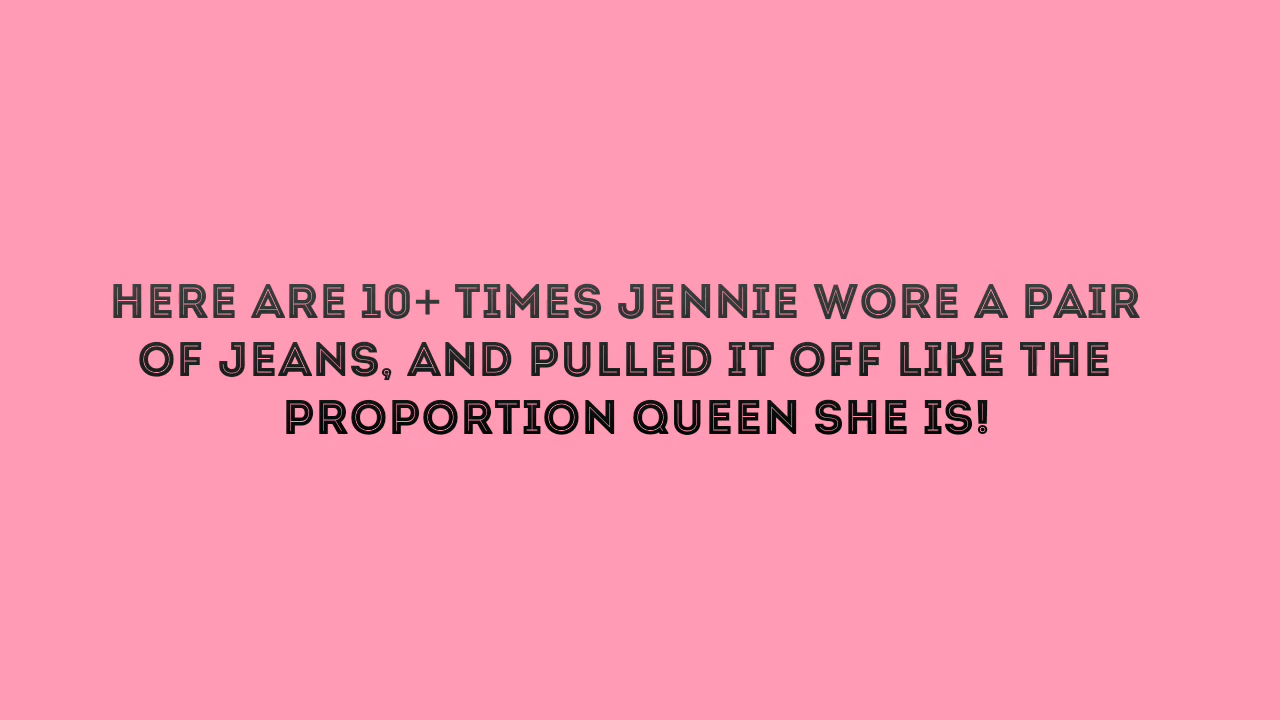 HERE ARE 10+ TIMES JENNIE WORE A PAIR
OF JEANS, AND PULLED IT OFF LIKE THE
PROPORTION QUEEN SHE IS!